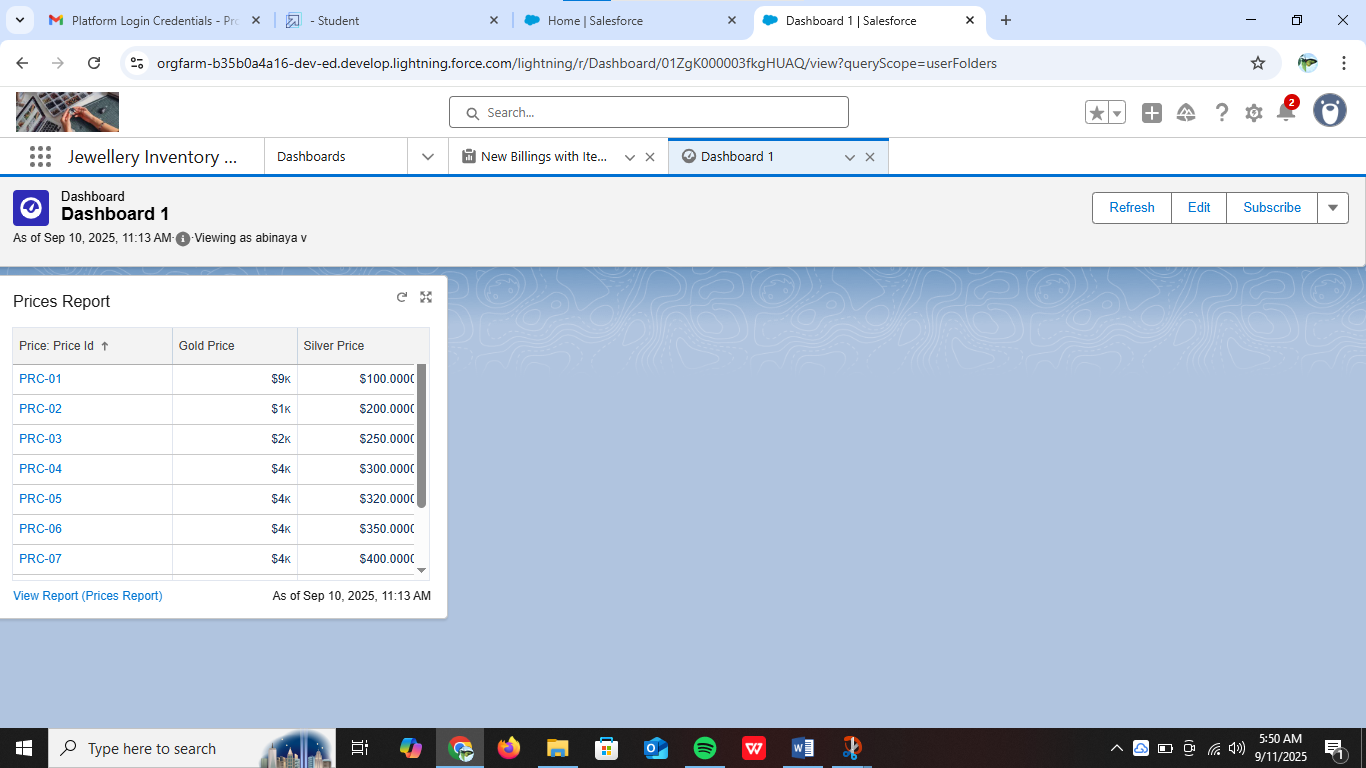 Platform Login Credentials - Pro
- Student
Home | Salesforce
Dashboard 1 | Salesforce
orgfarm-b35b0a4a16-dev-ed.develop.lightning.force.com/lightning/r/Dashboard/01ZgK000003fkgHUAQ/view?queryScope=userFolders
Search...
2
Jewellery Inventory ...
Dashboards
New Billings with Ite...
Dashboard 1
Dashboard
Dashboard 1
As of Sep 10, 2025, 11:13 AM·Viewing as abinaya v
Refresh
Edit
Subscribe
Prices Report
Price: Price Id ↑ Gold Price Silver Price
PRC-01 $9K $100.0000
PRC-02 $1K $200.0000
PRC-03 $2K $250.0000
PRC-04 $4K $300.0000
PRC-05 $4K $320.0000
PRC-06 $4K $350.0000
PRC-07 $4K $400.0000
View Report (Prices Report)
As of Sep 10, 2025, 11:13 AM
Type here to search
5:50 AM
9/11/2025
1